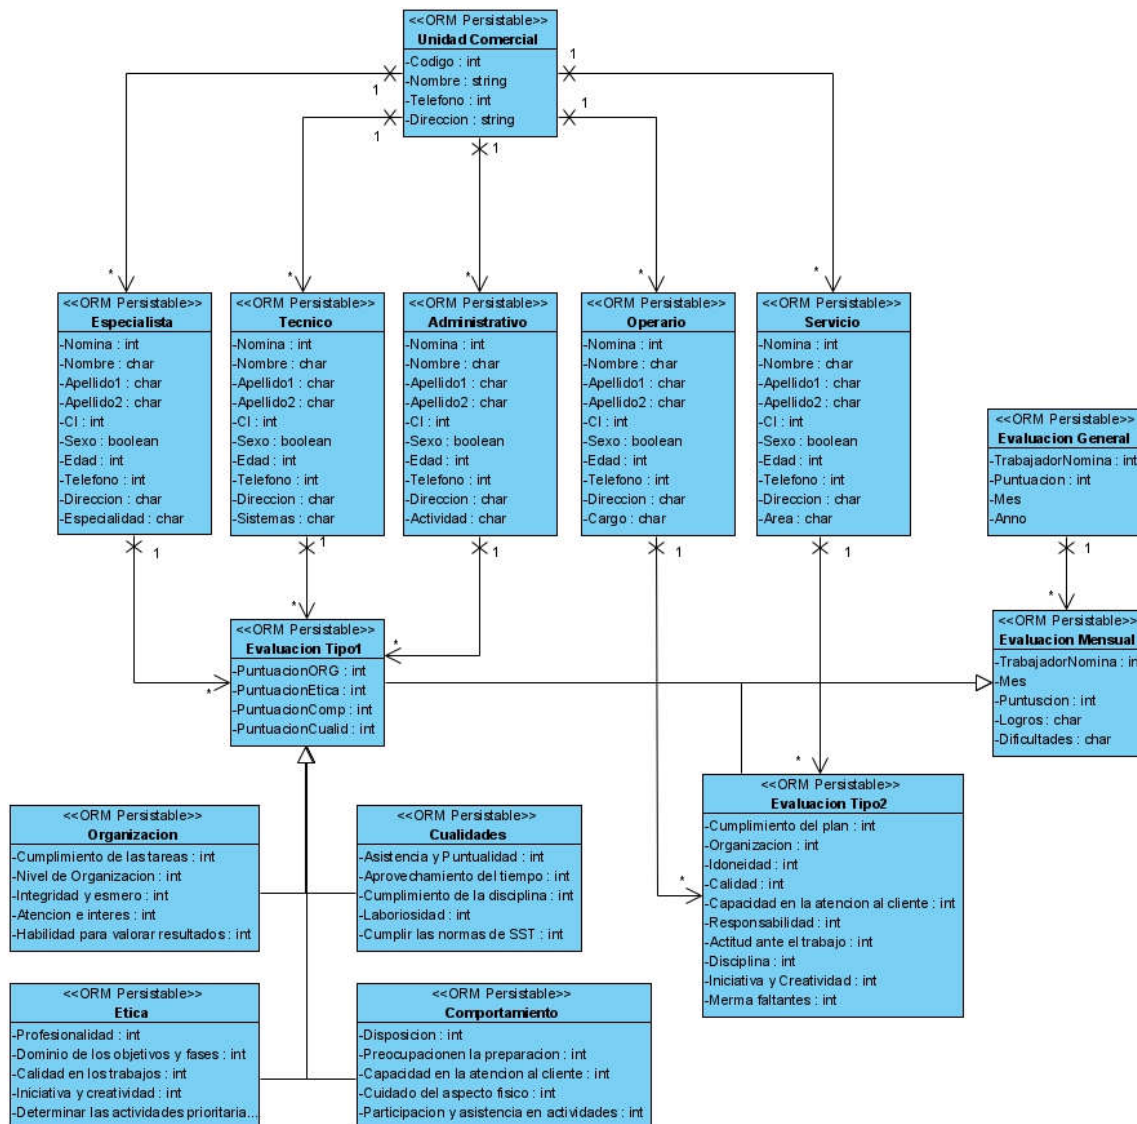 <<ORM Persistable>>
Unidad Comercial
-Codigo : int
-Nombre : string
-Telefono : int
-Direccion : string
1
1
1
1
1
*
*
*
*
*
<<ORM Persistable>>
Especialista
-Nomina : int
-Nombre : char
-Apellido1 : char
-Apellido2 : char
-CI : int
-Sexo : boolean
-Edad : int
-Telefono : int
-Direccion : char
-Especialidad : char
<<ORM Persistable>>
Tecnico
-Nomina : int
-Nombre : char
-Apellido1 : char
-Apellido2 : char
-CI : int
-Sexo : boolean
-Edad : int
-Telefono : int
-Direccion : char
-Sistemas : char
<<ORM Persistable>>
Administrativo
-Nomina : int
-Nombre : char
-Apellido1 : char
-Apellido2 : char
-CI : int
-Sexo : boolean
-Edad : int
-Telefono : int
-Direccion : char
-Actividad : char
<<ORM Persistable>>
Operario
-Nomina : int
-Nombre : char
-Apellido1 : char
-Apellido2 : char
-CI : int
-Sexo : boolean
-Edad : int
-Telefono : int
-Direccion : char
-Cargo : char
<<ORM Persistable>>
Servicio
-Nomina : int
-Nombre : char
-Apellido1 : char
-Apellido2 : char
-CI : int
-Sexo : boolean
-Edad : int
-Telefono : int
-Direccion : char
-Area : char
<<ORM Persistable>>
Evaluacion General
-TrabajadorNomina : int
-Puntuacion : int
-Mes
-Anno
1
1
1
1
1
1
*
*
*
*
*
*
<<ORM Persistable>>
Evaluacion Tipo1
-PuntuacionORG : int
-PuntuacionEtica : int
-PuntuacionComp : int
-PuntuacionCualid : int
<<ORM Persistable>>
Evaluacion Mensual
-TrabajadorNomina : in
-Mes
-Puntuscion : int
-Logros : char
-Dificultades : char
<<ORM Persistable>>
Evaluacion Tipo2
-Cumplimiento del plan : int
-Organizacion : int
-Idoneidad : int
-Calidad : int
-Capacidad en la atencion al cliente : int
-Responsabilidad : int
-Actitud ante el trabajo : int
-Disciplina : int
-Iniciativa y Creatividad : int
-Merma faltantes : int
<<ORM Persistable>>
Organizacion
-Cumplimiento de las tareas : int
-Nivel de Organizacion : int
-Integridad y esmero : int
-Atencion e interes : int
-Habilidad para valorar resultados : int
<<ORM Persistable>>
Cualidades
-Asistencia y Puntualidad : int
-Aprovechamiento del tiempo : int
-Cumplimiento de la disciplina : int
-Laboriosidad : int
-Cumplir las normas de SST : int
<<ORM Persistable>>
Etica
-Profesionalidad : int
-Dominio de los objetivos y fases : int
-Calidad en los trabajos : int
-Iniciativa y creatividad : int
-Determinar las actividades prioritaria...
<<ORM Persistable>>
Comportamiento
-Disposicion : int
-Preocupacionen la preparacion : int
-Capacidad en la atencion al cliente : int
-Cuidado del aspecto fisico : int
-Participacion y asistencia en actividades : int